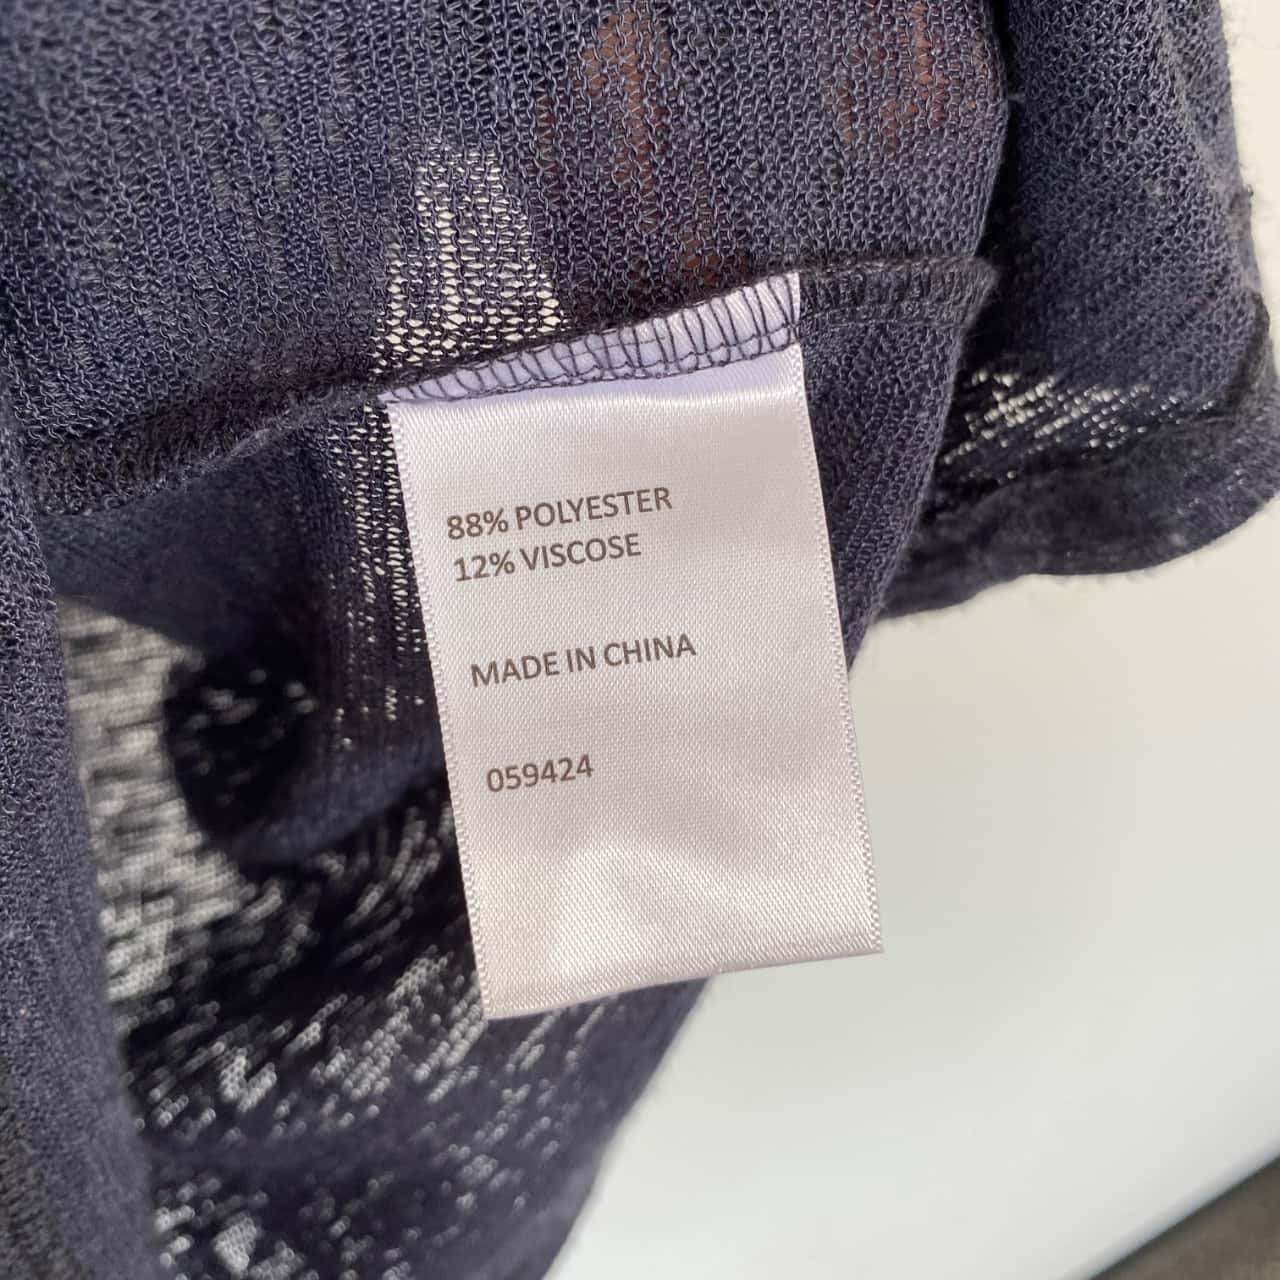 88% POLYESTER
12% VISCOSE
MADE IN CHINA
059424